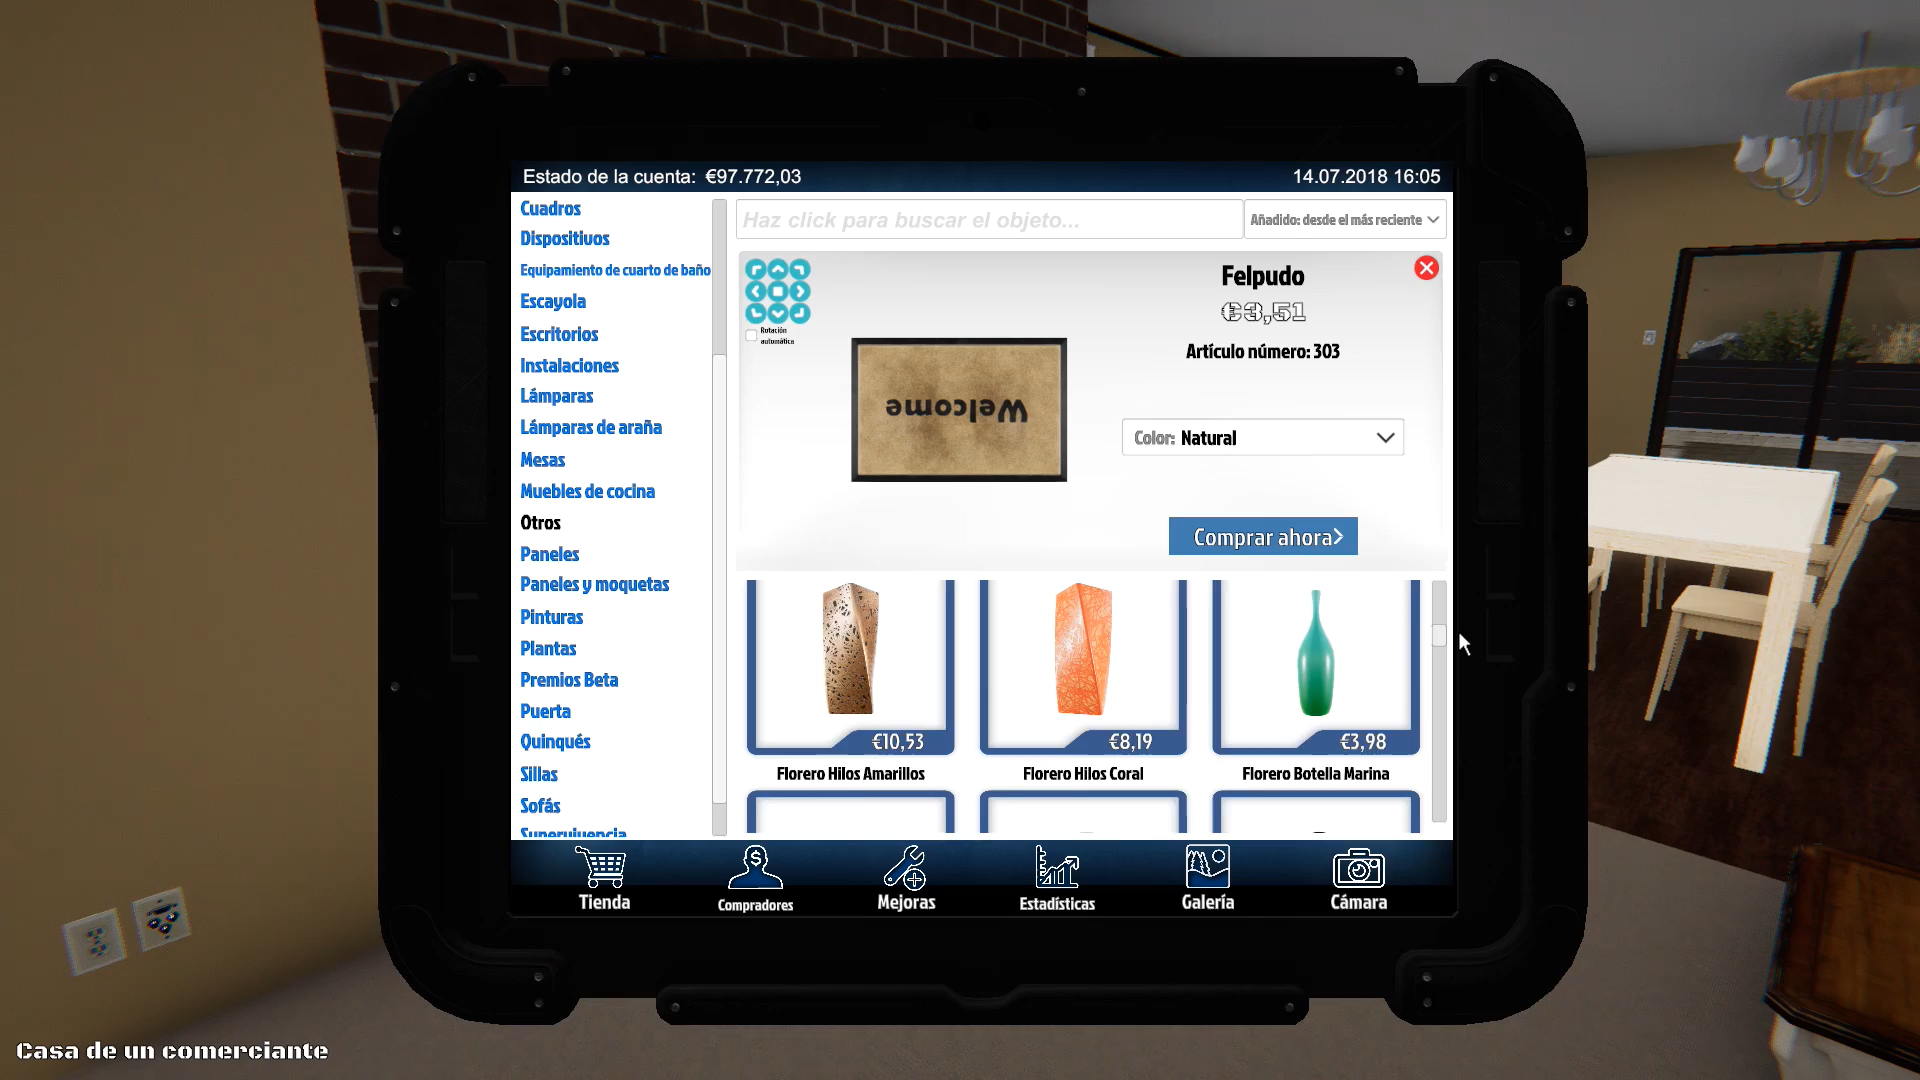 Estado de la cuenta: €97.772,03
14.07.2018 16:05
Cuadros
Dispositivos
Equipamiento de cuarto de baño
Escayola
Escritorios
Instalaciones
Lámparas
Lámparas de araña
Mesas
Muebles de cocina
Otros
Paneles
Paneles y moquetas
Pinturas
Plantas
Premios Beta
Puerta
Quinqués
Sillas
Sofás
Supervivencia
Haz click para buscar el objeto...
Añadido: desde el más reciente
Rotación
automática
Welcome
Felpudo
€3,51
Artículo número: 303
Color: Natural
Comprar ahora>
€10,53
€8,19
€3,98
Florero Hilos Amarillos
Florero Hilos Coral
Florero Botella Marina
Tienda
Compradores
Mejoras
Estadísticas
Galería
Cámara
Casa de un comerciante